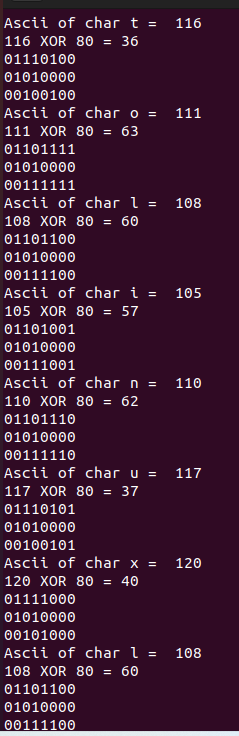 Ascii of char t =  116
116 XOR 80 = 36
01110100
01010000
00100100
Ascii of char o =  111
111 XOR 80 = 63
01101111
01010000
00111111
Ascii of char l =  108
108 XOR 80 = 60
01101100
01010000
00111100
Ascii of char i =  105
105 XOR 80 = 57
01101001
01010000
00111001
Ascii of char n =  110
110 XOR 80 = 62
01101110
01010000
00111110
Ascii of char u =  117
117 XOR 80 = 37
01110101
01010000
00100101
Ascii of char x =  120
120 XOR 80 = 40
01111000
01010000
00101000
Ascii of char l =  108
108 XOR 80 = 60
01101100
01010000
00111100